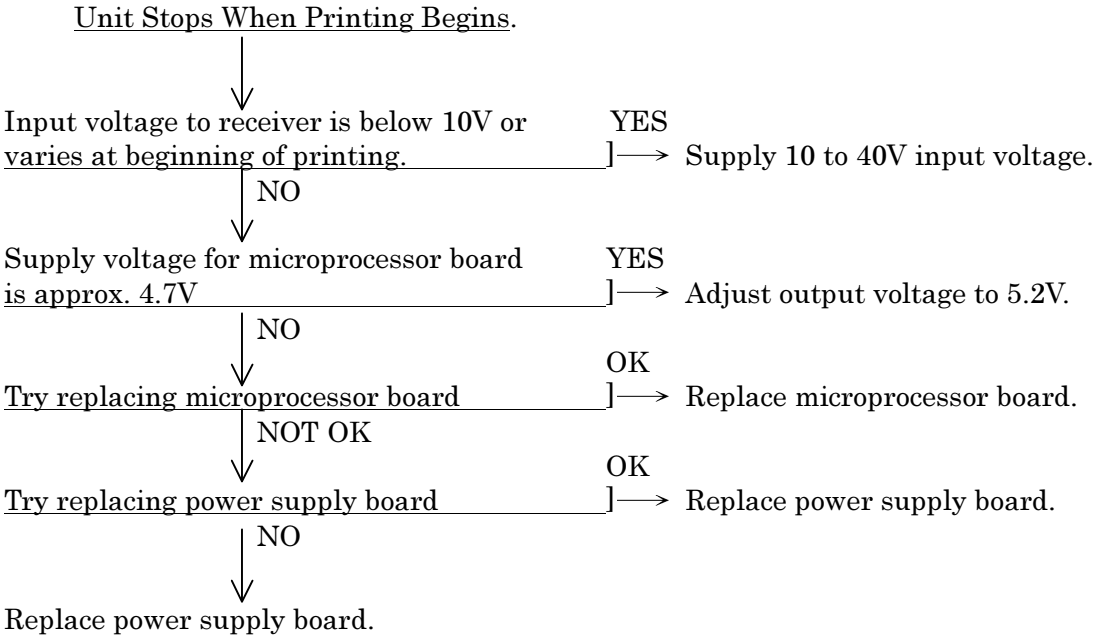 Unit Stops When Printing Begins.
Input voltage to receiver is below 10V or
YES
varies at beginning of printing.
] Supply 10 to 40V input voltage.
NO
Supply voltage for microprocessor board
YES
is approx. 4.7V
] Adjust output voltage to 5.2V.
NO
OK
Try replacing microprocessor board
] Replace microprocessor board.
NOT OK
OK
Try replacing power supply board
] Replace power supply board.
NO
Replace power supply board.